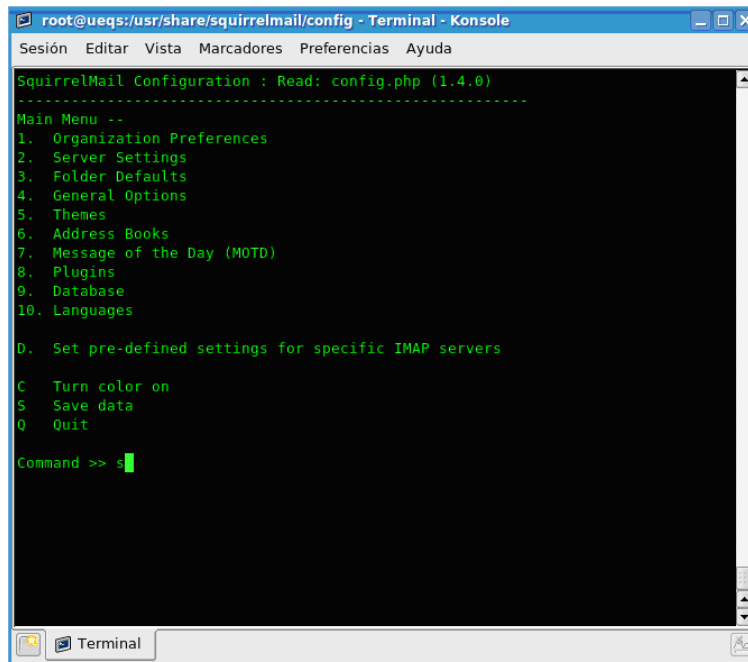 root@ueqs:/usr/share/squirrelmail/config - Terminal - Konsole
Sesión Editar Vista Marcadores Preferencias Ayuda
SquirrelMail Configuration : Read: config.php (1.4.0)
---------------------------------------------------------
Main Menu --
1. Organization Preferences
2. Server Settings
3. Folder Defaults
4. General Options
5. Themes
6. Address Books
7. Message of the Day (MOTD)
8. Plugins
9. Database
10. Languages
D. Set pre-defined settings for specific IMAP servers
C Turn color on
S Save data
Q Quit
Command >> s
Terminal